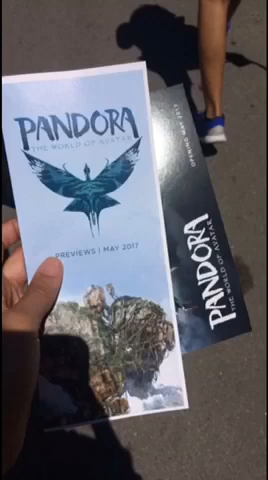 PANDORA
THE WORLD OF AVATAR
PREVIEWS | MAY 2017
OPENING MAY 2017
PANDORA
THE WORLD OF AVATAR